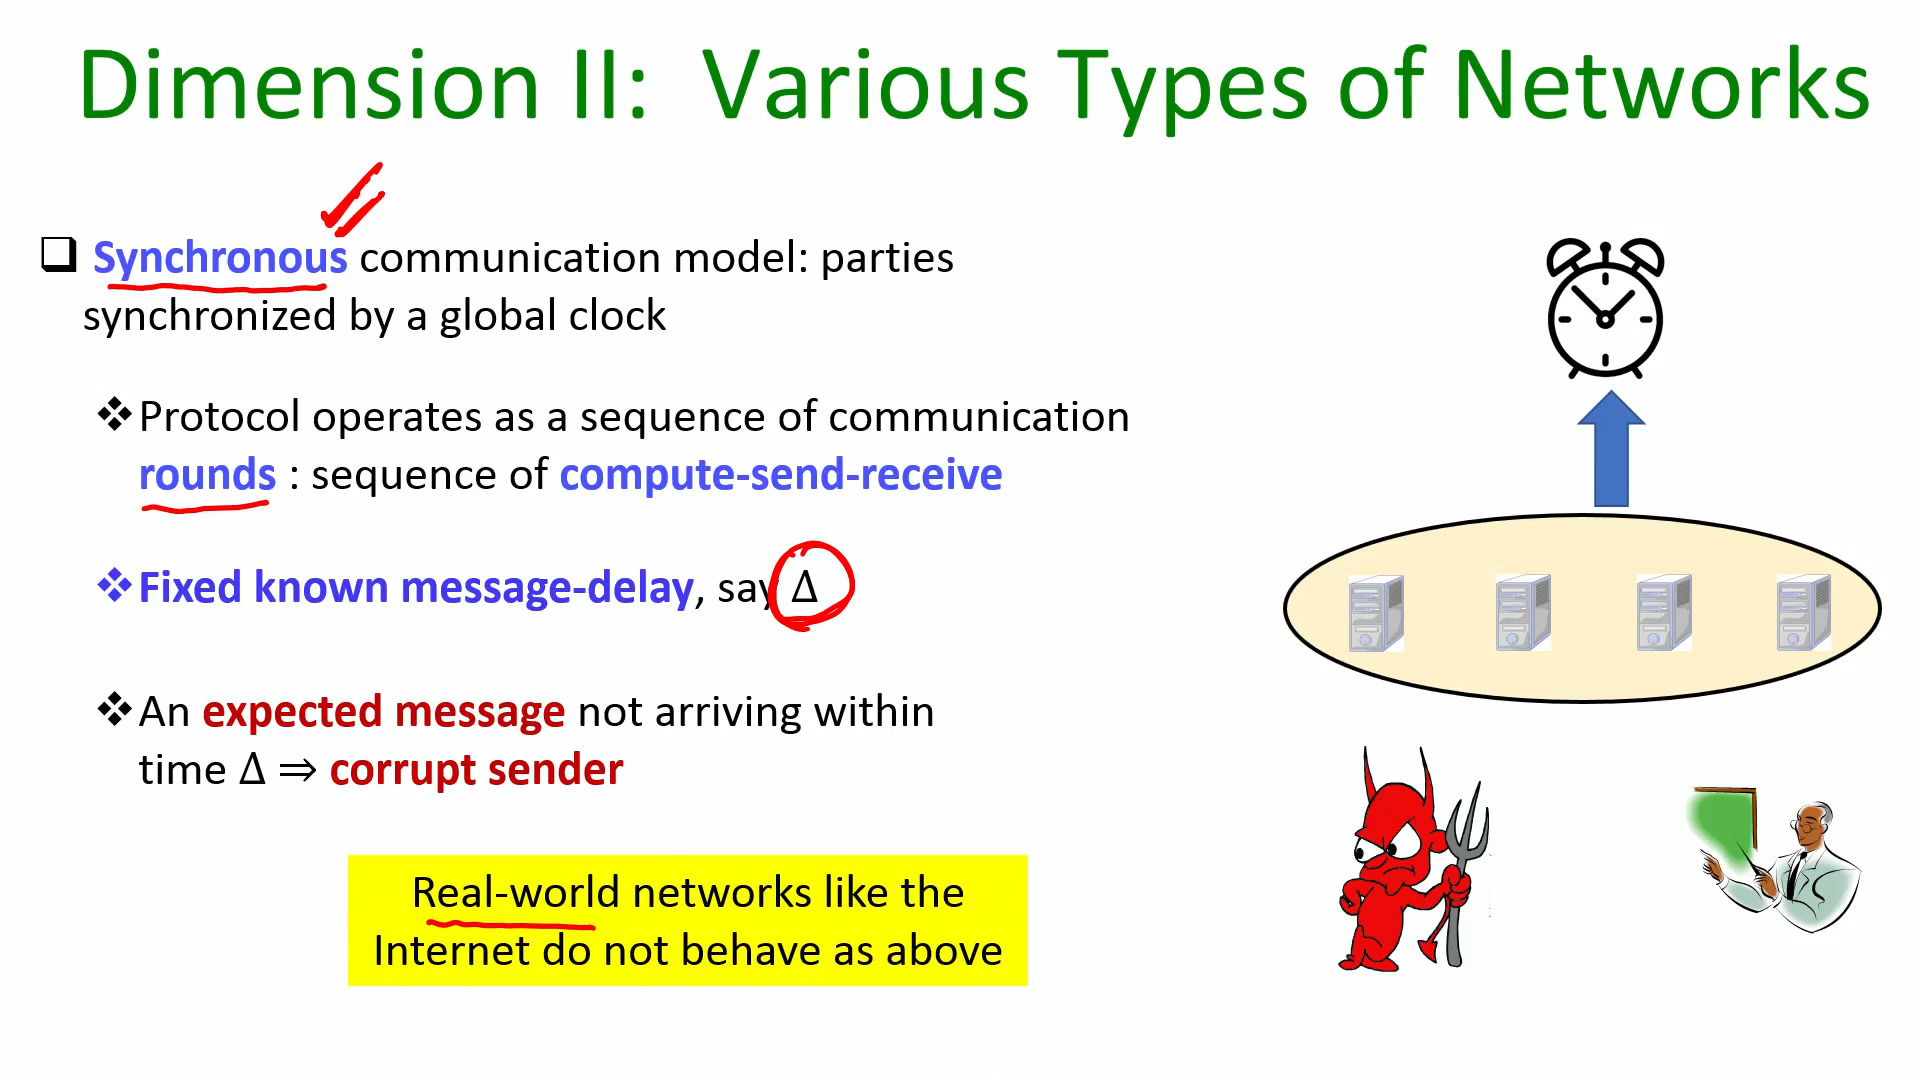 Dimension II: Various Types of Networks
❑ Synchronous communication model: parties
synchronized by a global clock
❖Protocol operates as a sequence of communication
rounds : sequence of compute-send-receive
❖Fixed known message-delay, say Δ
❖An expected message not arriving within
time Δ ⇒ corrupt sender
Real-world networks like the
Internet do not behave as above